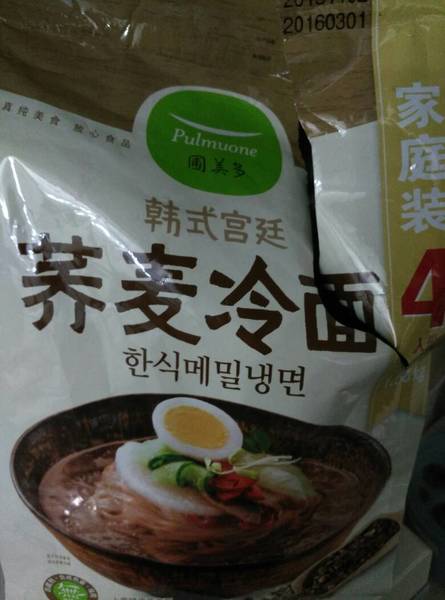 20160301
真纯美食 放心食品
Pulmuone
圃美多
韩式宫廷
荞麦冷面
한식메밀냉면
家庭装
4
人